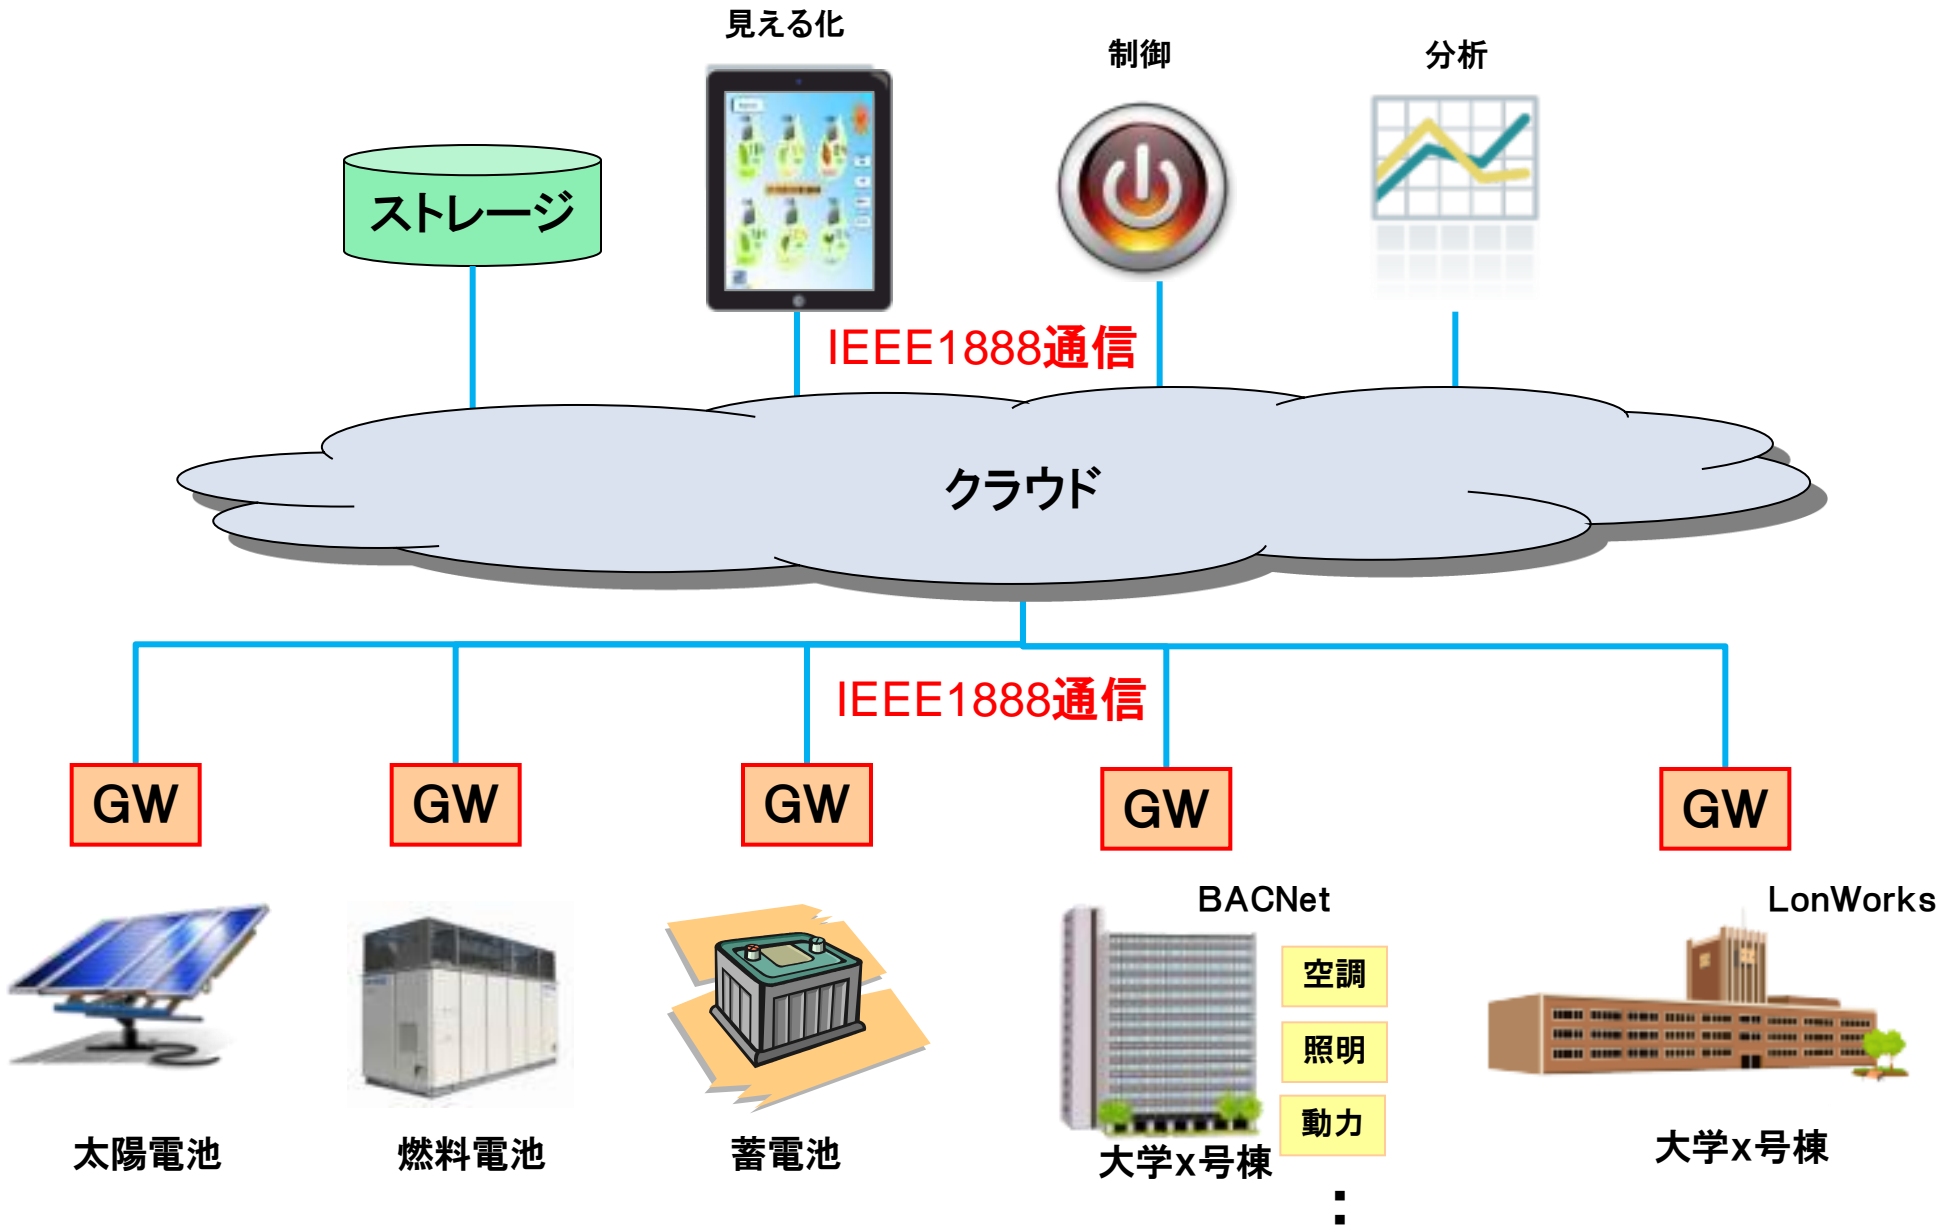 見える化
制御
分析
ストレージ
IEEE1888通信
クラウド
IEEE1888通信
GW
GW
GW
GW
GW
BACNet
LonWorks
空調
照明
動力
太陽電池
燃料電池
蓄電池
大学x号棟
大学x号棟
: